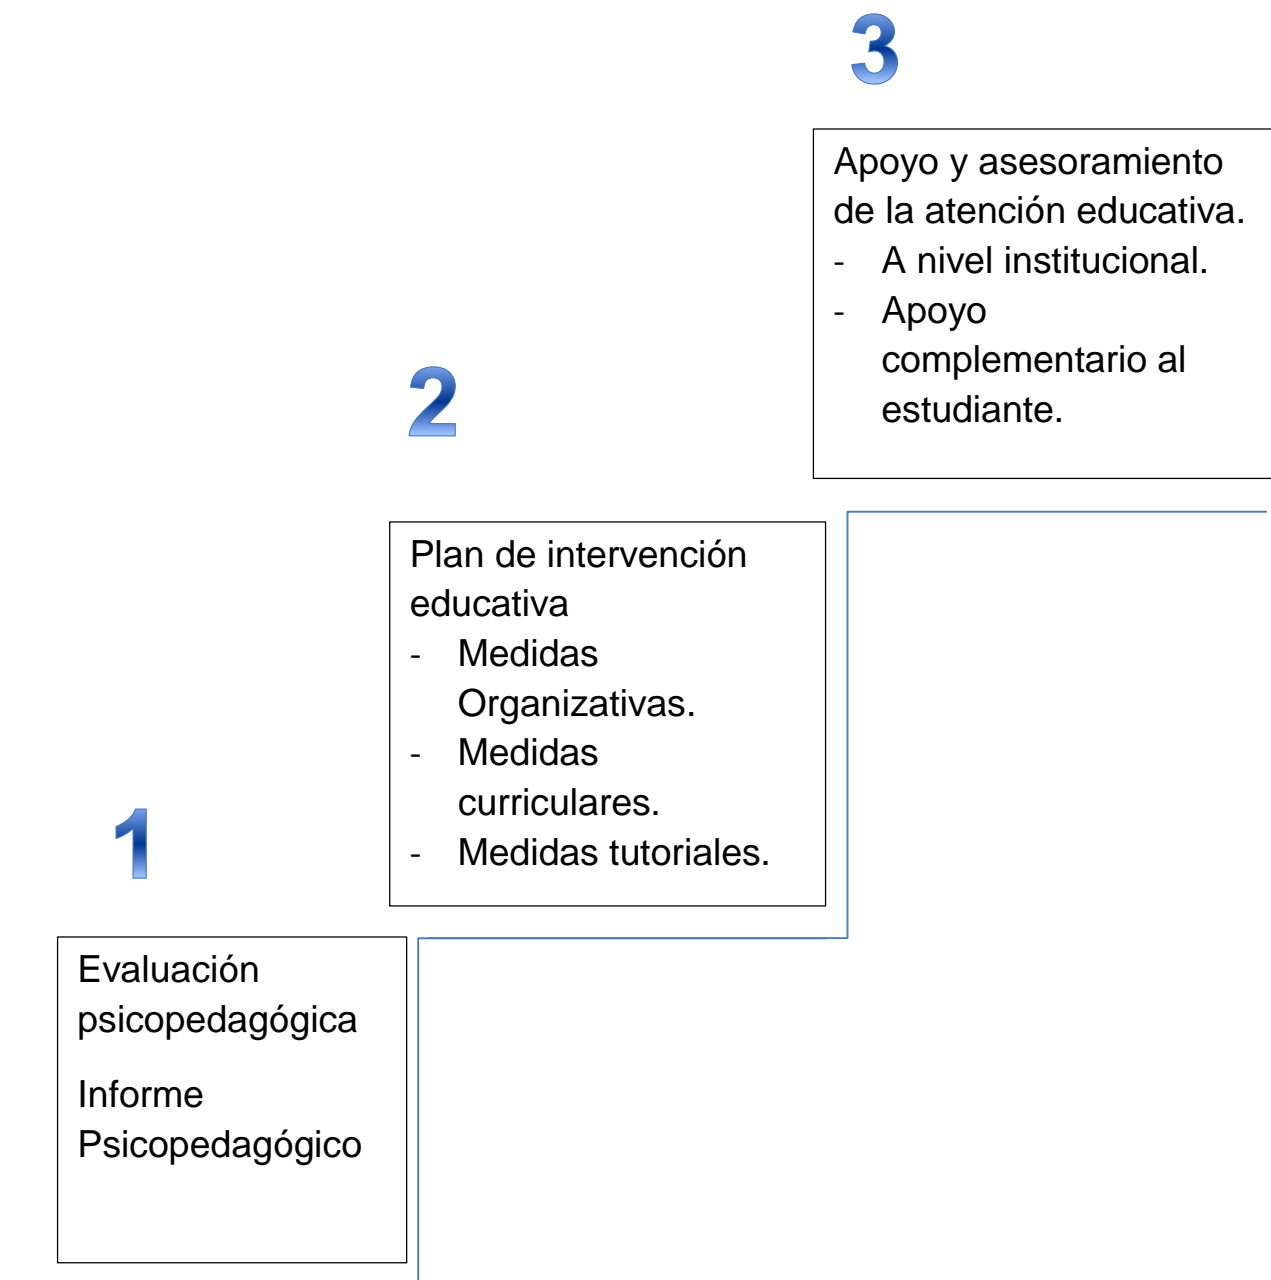 3
Apoyo y asesoramiento
de la atención educativa.
- A nivel institucional.
- Apoyo
complementario al
estudiante.
2
Plan de intervención
educativa
- Medidas
Organizativas.
- Medidas
curriculares.
- Medidas tutoriales.
1
Evaluación
psicopedagógica
Informe
Psicopedagógico